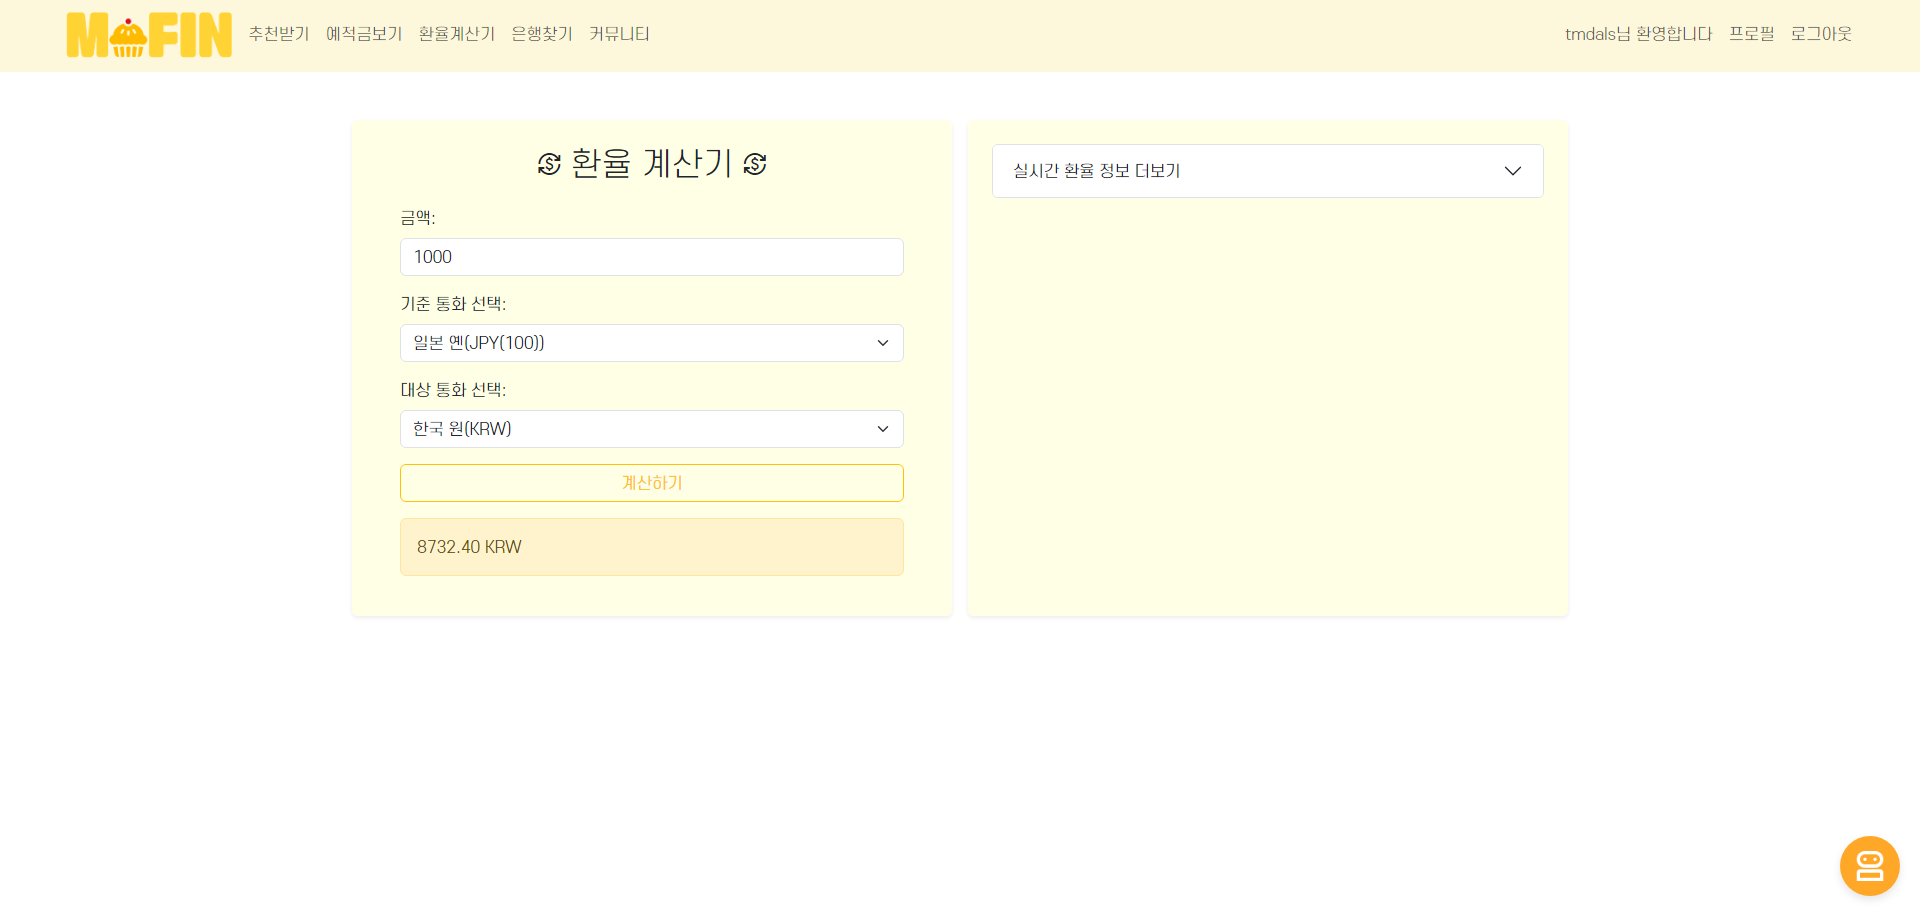 MOFIN 추천받기 예적금보기 환율계산기 은행찾기 커뮤니티 tmdals님 환영합니다 프로필 로그아웃
환율 계산기
금액:
1000
기준 통화 선택:
일본 옌(JPY(100))
대상 통화 선택:
한국 원(KRW)
계산하기
8732.40 KRW
실시간 환율 정보 더보기